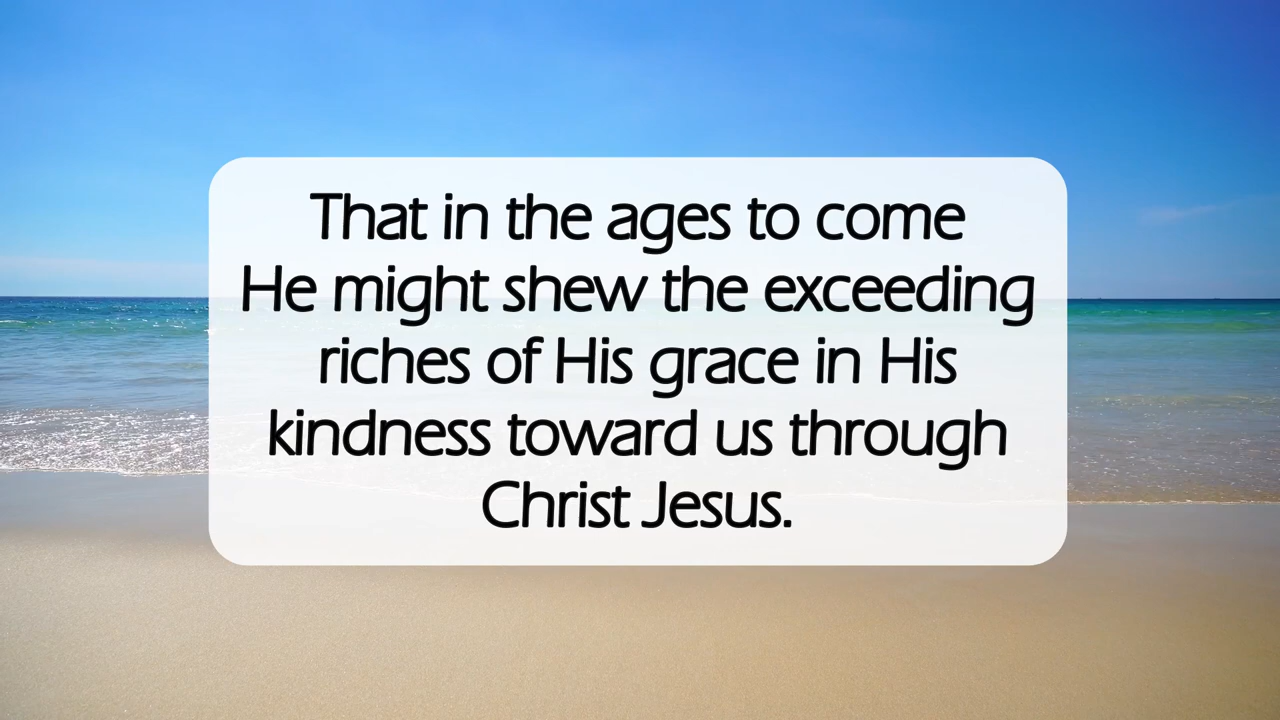 That in the ages to come
He might shew the exceeding
riches of His grace in His
kindness toward us through
Christ Jesus.